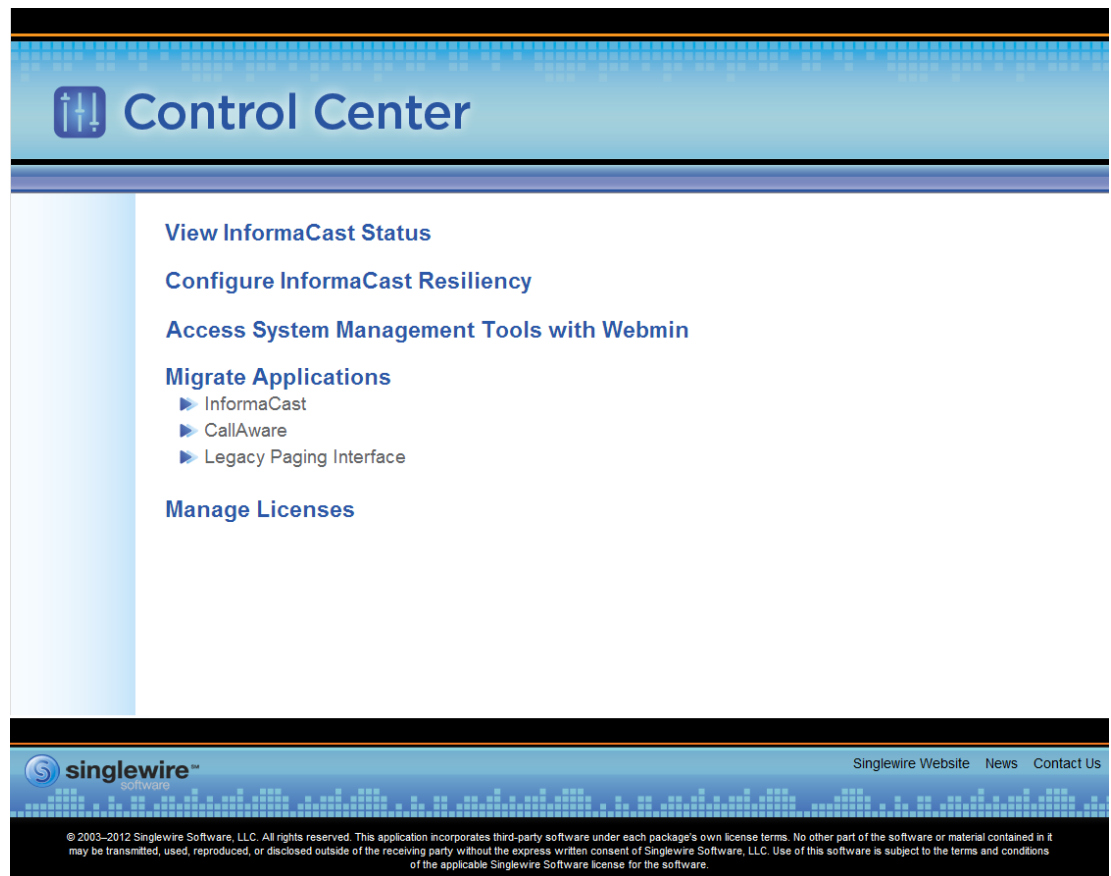 Control Center
View InformaCast Status
Configure InformaCast Resiliency
Access System Management Tools with Webmin
Migrate Applications
InformaCast
CallAware
Legacy Paging Interface
Manage Licenses
singlewire℠
software
Singlewire Website News Contact Us
© 2003–2012 Singlewire Software, LLC. All rights reserved. This application incorporates third-party software under each package's own license terms. No other part of the software or material contained in it
may be transmitted, used, reproduced, or disclosed outside of the receiving party without the express written consent of Singlewire Software, LLC. Use of this software is subject to the terms and conditions
of the applicable Singlewire Software license for the software.